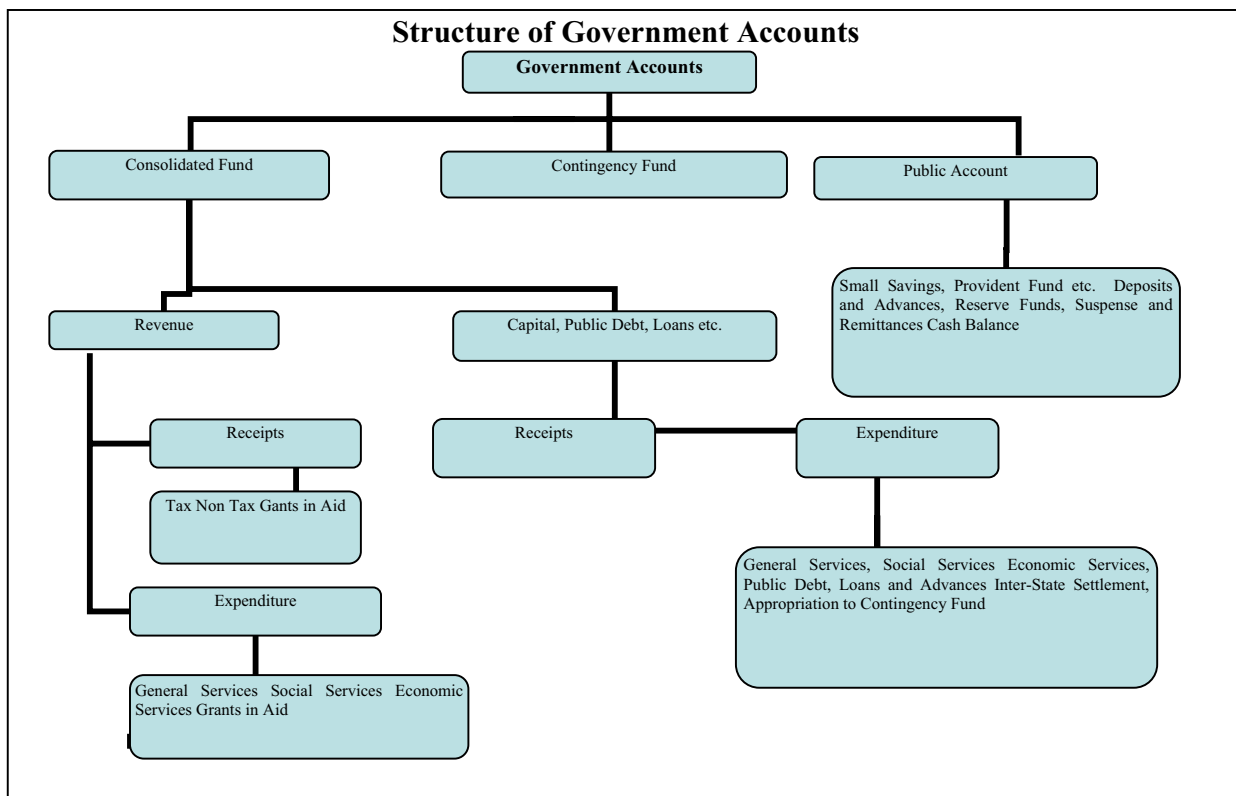 Structure of Government Accounts
Government Accounts
Consolidated Fund
Contingency Fund
Public Account
Small Savings, Provident Fund etc. Deposits
and Advances, Reserve Funds, Suspense and
Remittances Cash Balance
Revenue
Capital, Public Debt, Loans etc.
Receipts
Receipts
Expenditure
Tax Non Tax Gants in Aid
General Services, Social Services Economic Services,
Public Debt, Loans and Advances Inter-State Settlement,
Appropriation to Contingency Fund
Expenditure
General Services Social Services Economic
Services Grants in Aid